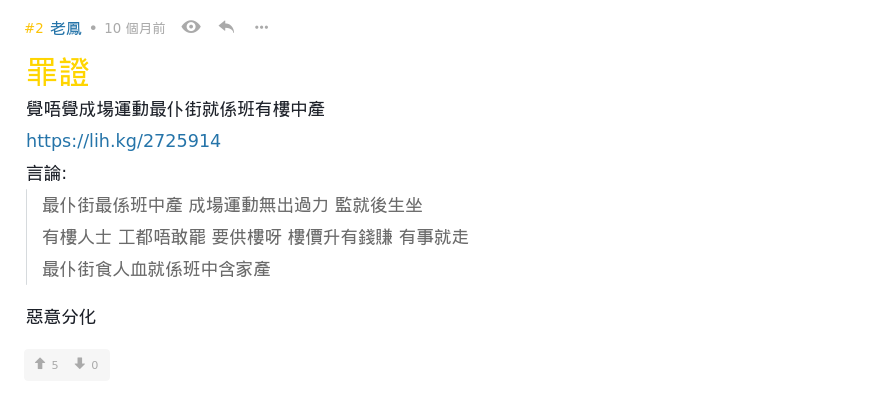 #2 老鳳 • 10 個月前
罪證
覺唔覺成場運動最仆街就係班有樓中產
https://lih.kg/2725914
言論:
最仆街最係班中產 成場運動無出過力 監就後生坐
有樓人士 工都唔敢罷 要供樓呀 樓價升有錢賺 有事就走
最仆街食人血就係班中含家產
惡意分化
5 0